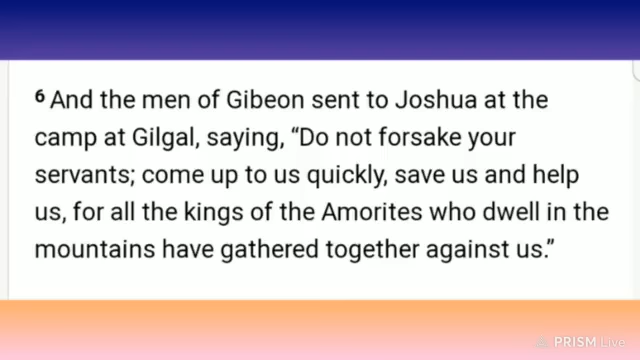 6 And the men of Gibeon sent to Joshua at the
camp at Gilgal, saying, “Do not forsake your
servants; come up to us quickly, save us and help
us, for all the kings of the Amorites who dwell in the
mountains have gathered together against us.”
PRISM Live